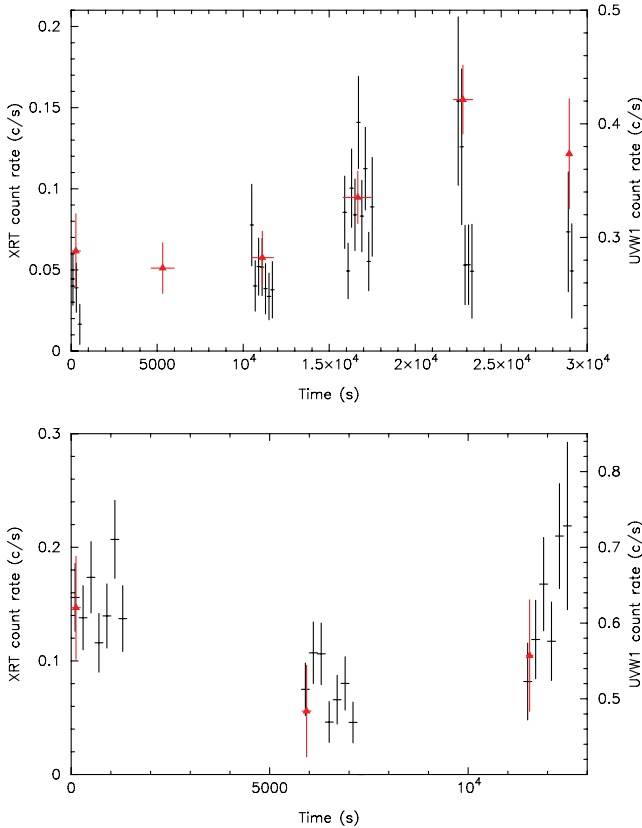 0.2
0.15
0.1
0.05
0
XRT count rate (c/s)
0.5
0.4
0.3
UVW1 count rate (c/s)
0 5000 10⁴ 1.5×10⁴ 2×10⁴ 2.5×10⁴ 3×10⁴
Time (s)
0.3
0.2
0.1
0
XRT count rate (c/s)
0.8
0.7
0.6
0.5
UVW1 count rate (c/s)
0 5000 10⁴
Time (s)